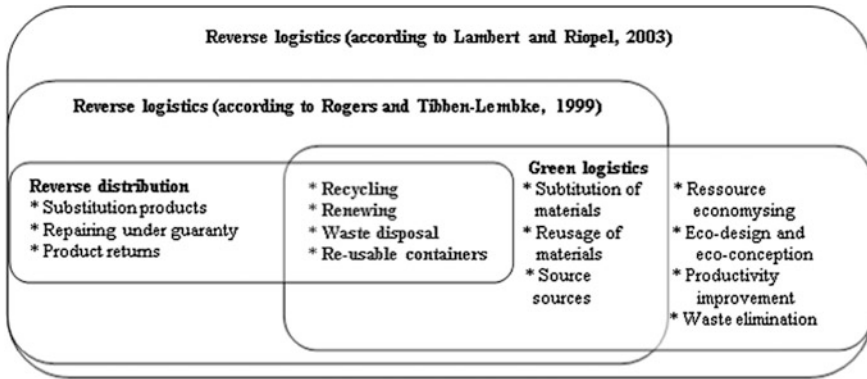 Reverse logistics (according to Lambert and Riopel, 2003)
Reverse logistics (according to Rogers and Tibben-Lembke, 1999)
Reverse distribution
* Substitution products
* Repairing under guaranty
* Product returns
* Recycling
* Renewing
* Waste disposal
* Re-usable containers
Green logistics
* Subtitution of
materials
* Reusage of
materials
* Source
sources
* Ressource
economysing
* Eco-design and
eco-conception
* Productivity
improvement
* Waste elimination